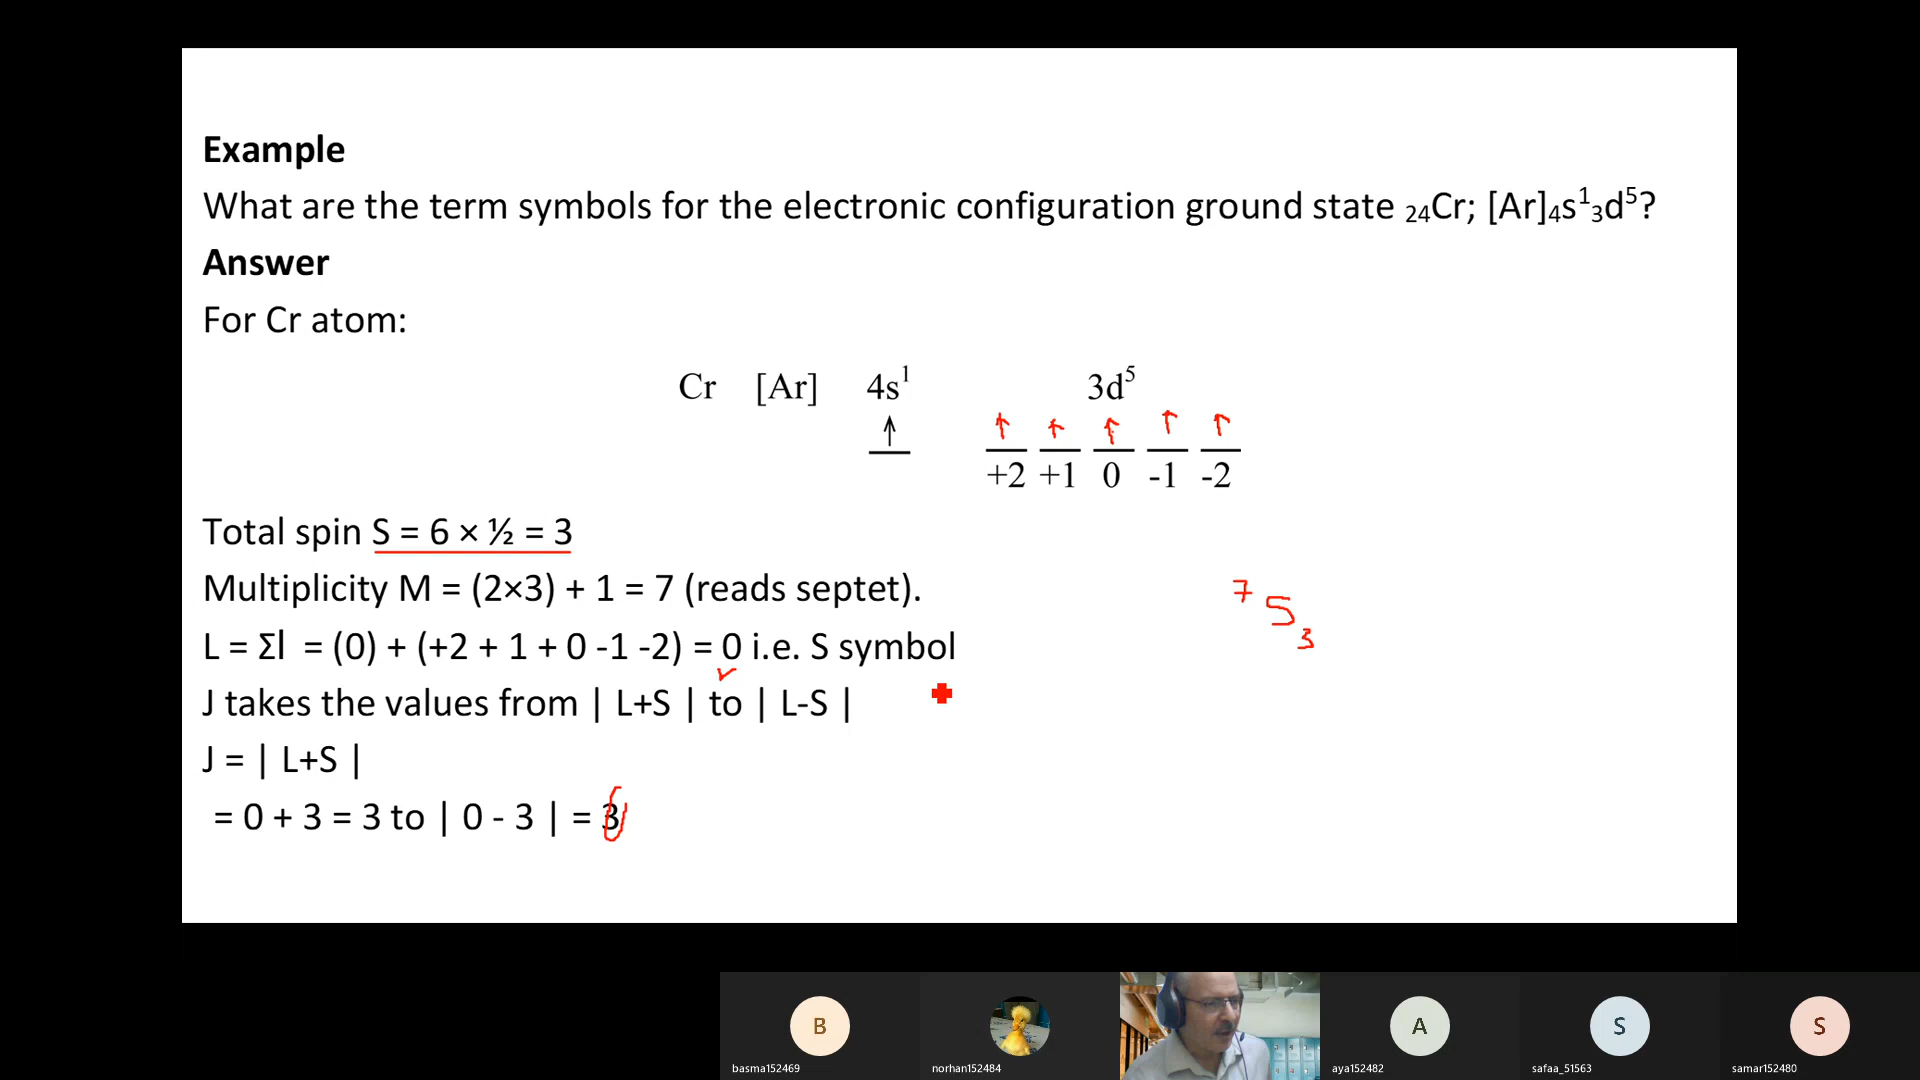 Example
What are the term symbols for the electronic configuration ground state ₂₄Cr; [Ar]₄s¹₃d⁵?
Answer
For Cr atom:
Cr [Ar] 4s¹ 3d⁵
↑ ↑ ↑ ↑ ↑ ↑
+2 +1 0 -1 -2
Total spin S = 6 × ½ = 3
Multiplicity M = (2×3) + 1 = 7 (reads septet).
⁷S₃
L = Σl = (0) + (+2 + 1 + 0 -1 -2) = 0 i.e. S symbol
J takes the values from | L+S | to | L-S |
J = | L+S |
= 0 + 3 = 3 to | 0 - 3 | = 3
B A S S
basma152469 norhan152484 aya152482 safaa_51563 samar152480